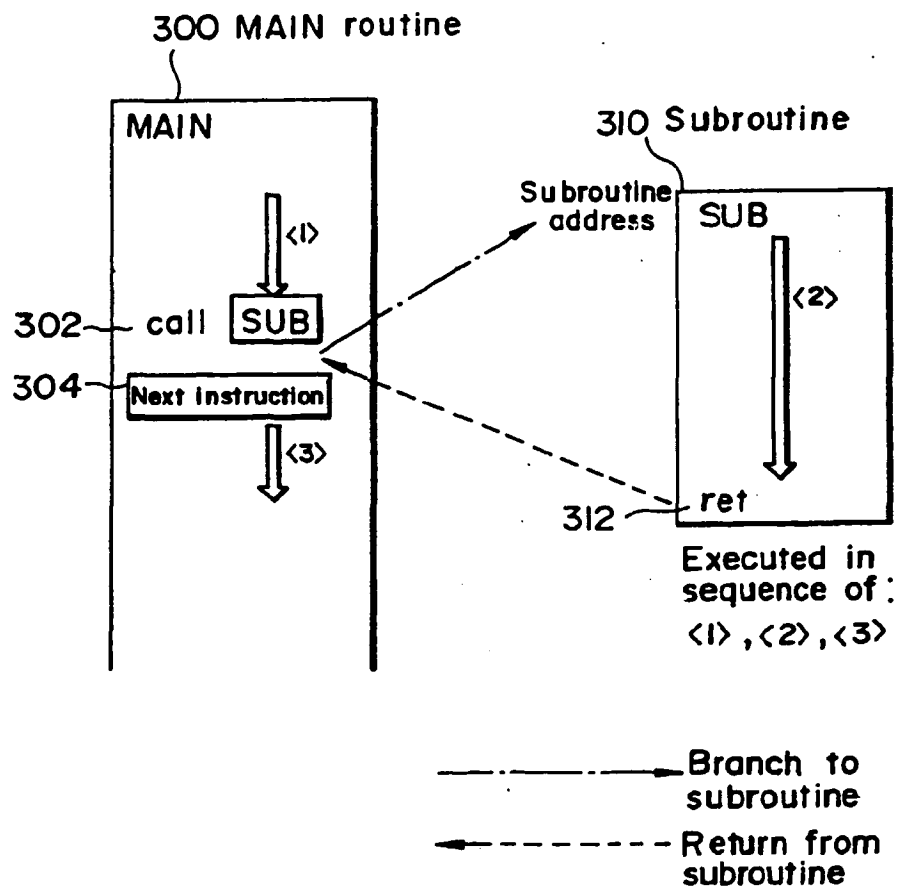 300 MAIN routine
MAIN
310 Subroutine
Subroutine
address
SUB
<1>
<2>
302 call SUB
304 Next instruction
<3>
312 ret
Executed in
sequence of :
<1>, <2>, <3>
Branch to
subroutine
Return from
subroutine